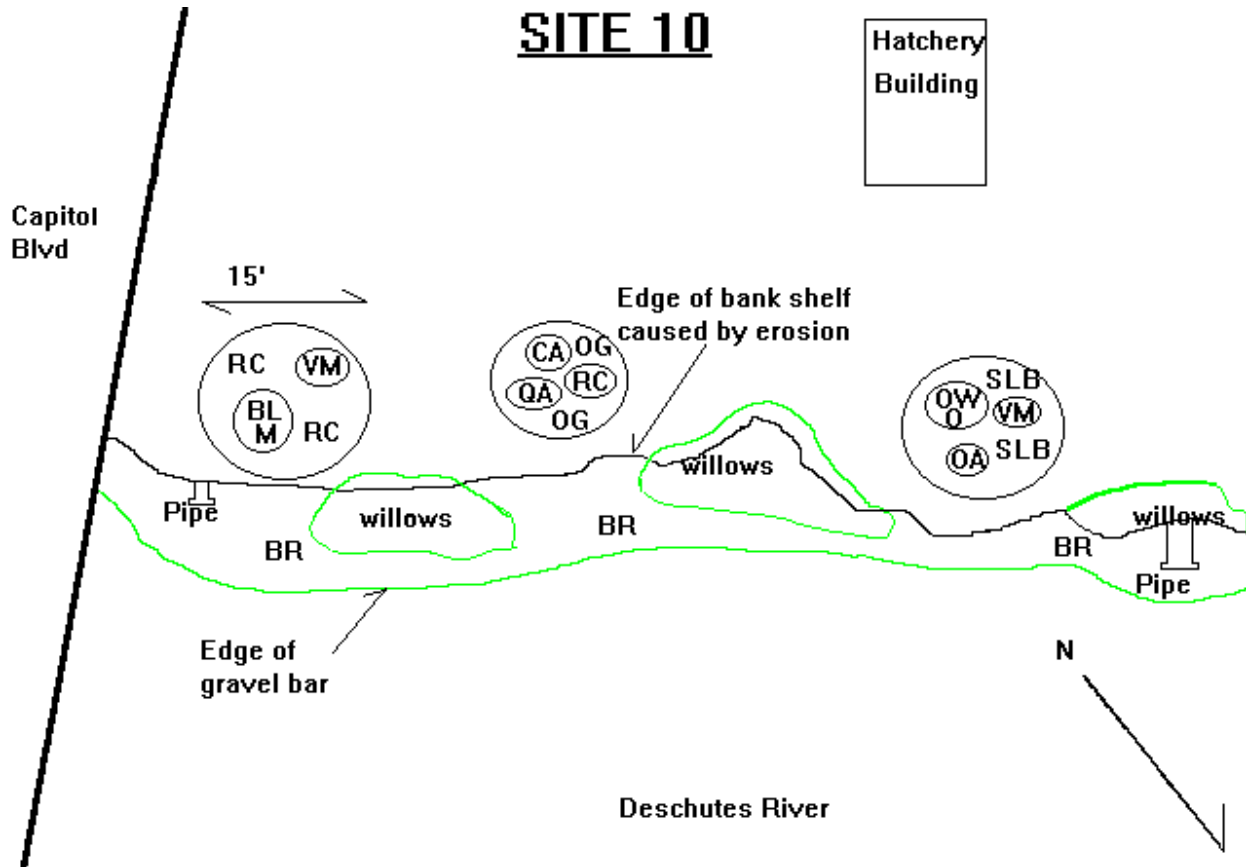 SITE 10
Hatchery
Building
Capitol
Blvd
15'
Edge of bank shelf
caused by erosion
RC
VM
BL
M
RC
CA
OG
QA
RC
OG
OW
O
SLB
VM
OA
SLB
Pipe
willows
BR
willows
BR
willows
BR
Pipe
Edge of
gravel bar
N
Deschutes River